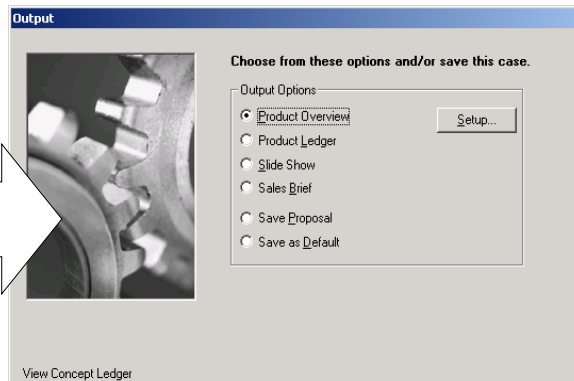 Output
Choose from these options and/or save this case.
Output Options
Product Overview
Setup...
Product Ledger
Slide Show
Sales Brief
Save Proposal
Save as Default
View Concept Ledger